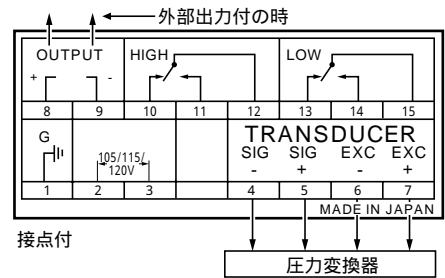 外部出力付の時
OUTPUT HIGH LOW
+ -
8 9 10 11 12 13 14 15
G TRANSDUCER
105/115/ SIG SIG EXC EXC
120V - + - +
1 2 3 4 5 6 7
MADE IN JAPAN
接点付
圧力変換器